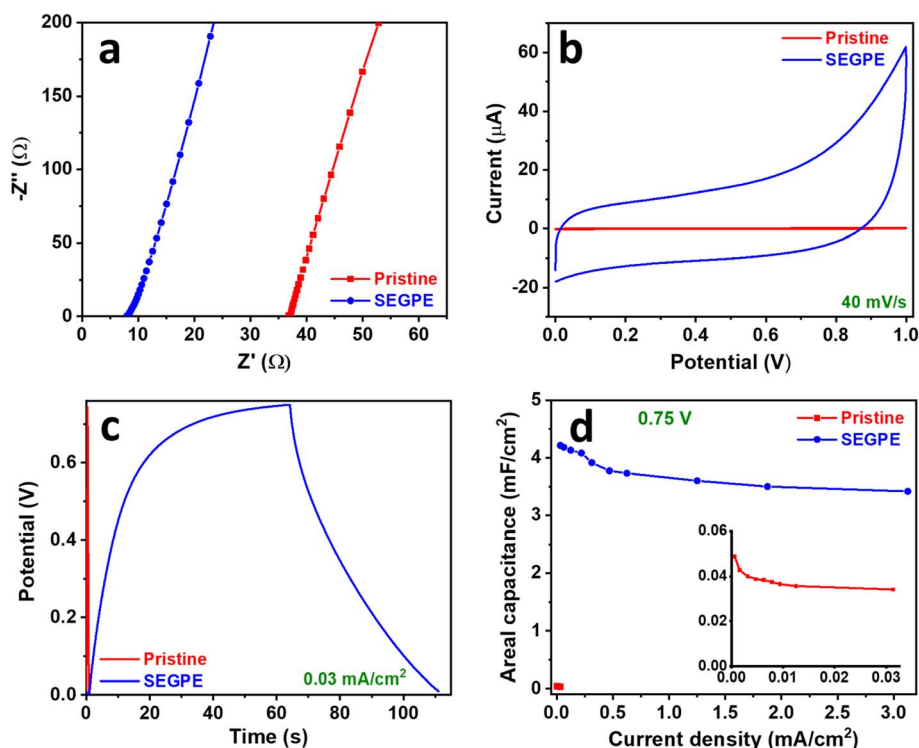 a
-Z'' (Ω)
200
150
100
50
0
0
10
20
30
40
50
60
Z' (Ω)
Pristine
SEGPE
b
Current (μA)
60
40
20
0
-20
0.0
0.2
0.4
0.6
0.8
1.0
Potential (V)
Pristine
SEGPE
40 mV/s
c
Potential (V)
0.6
0.4
0.2
0.0
0
20
40
60
80
100
Time (s)
Pristine
SEGPE
0.03 mA/cm²
d
0.75 V
Areal capacitance (mF/cm²)
5
4
3
2
1
0
0.0
0.5
1.0
1.5
2.0
2.5
3.0
Current density (mA/cm²)
Pristine
SEGPE
0.06
0.04
0.02
0.00
0.00
0.01
0.02
0.03